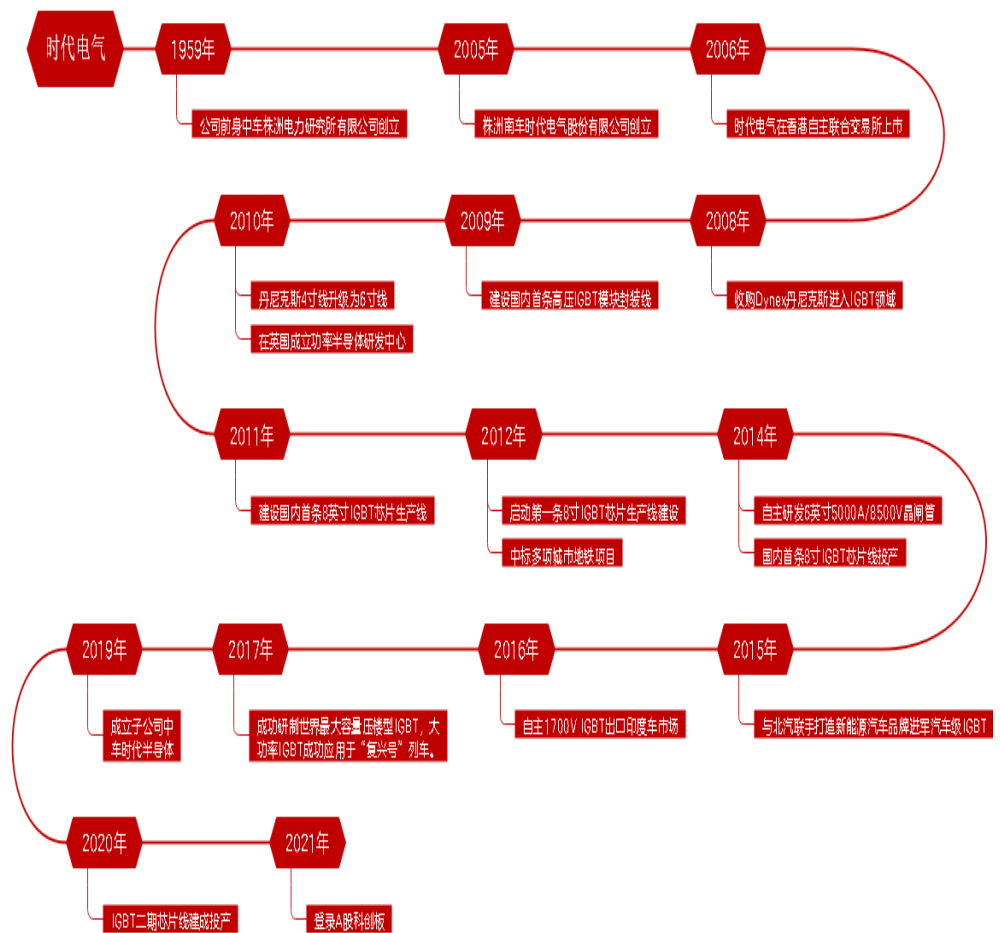 时代电气
1959年
公司前身中车株洲电力研究所有限公司创立
2005年
株洲南车时代电气股份有限公司创立
2006年
时代电气在香港自主联合交易所上市
2008年
收购Dynex丹尼克斯进入IGBT领域
2009年
建设国内首条高压IGBT模块封装线
2010年
丹尼克斯4寸线升级为6寸线
在英国成立功率半导体研发中心
2011年
建设国内首条8英寸IGBT芯片生产线
2012年
启动第一条8寸IGBT芯片生产线建设
中标多项城市地铁项目
2014年
自主研发6英寸5000A/8500V晶闸管
国内首条8寸IGBT芯片线投产
2015年
与北汽联手打造新能源汽车品牌进军汽车级IGBT
2016年
自主1700V IGBT出口印度车市场
2017年
成功研制世界最大容量压楼型IGBT，大
功率IGBT成功应用于“复兴号”列车。
2019年
成立子公司中
车时代半导体
2020年
IGBT二期芯片线建成投产
2021年
登录A股科创板